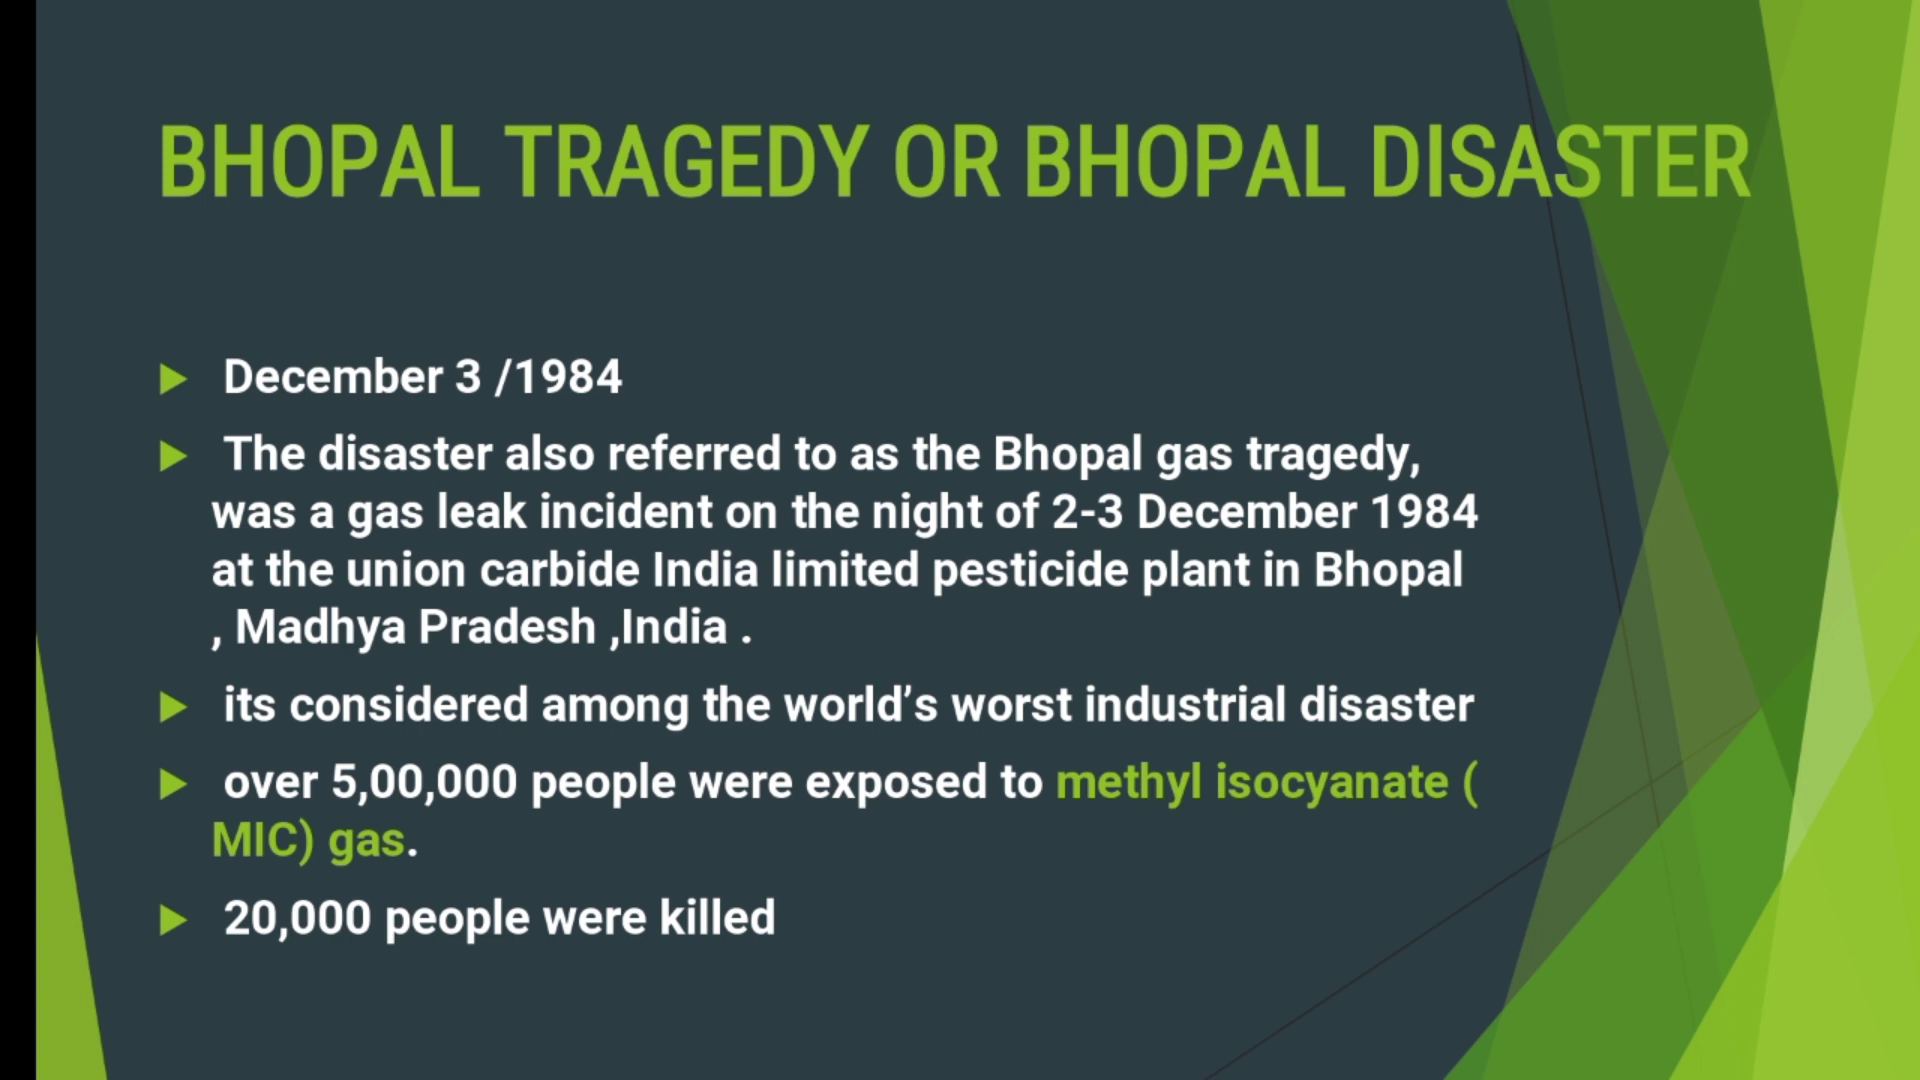 BHOPAL TRAGEDY OR BHOPAL DISASTER
December 3 /1984
The disaster also referred to as the Bhopal gas tragedy,
was a gas leak incident on the night of 2-3 December 1984
at the union carbide India limited pesticide plant in Bhopal
, Madhya Pradesh ,India .
its considered among the world’s worst industrial disaster
over 5,00,000 people were exposed to methyl isocyanate (
MIC) gas.
20,000 people were killed